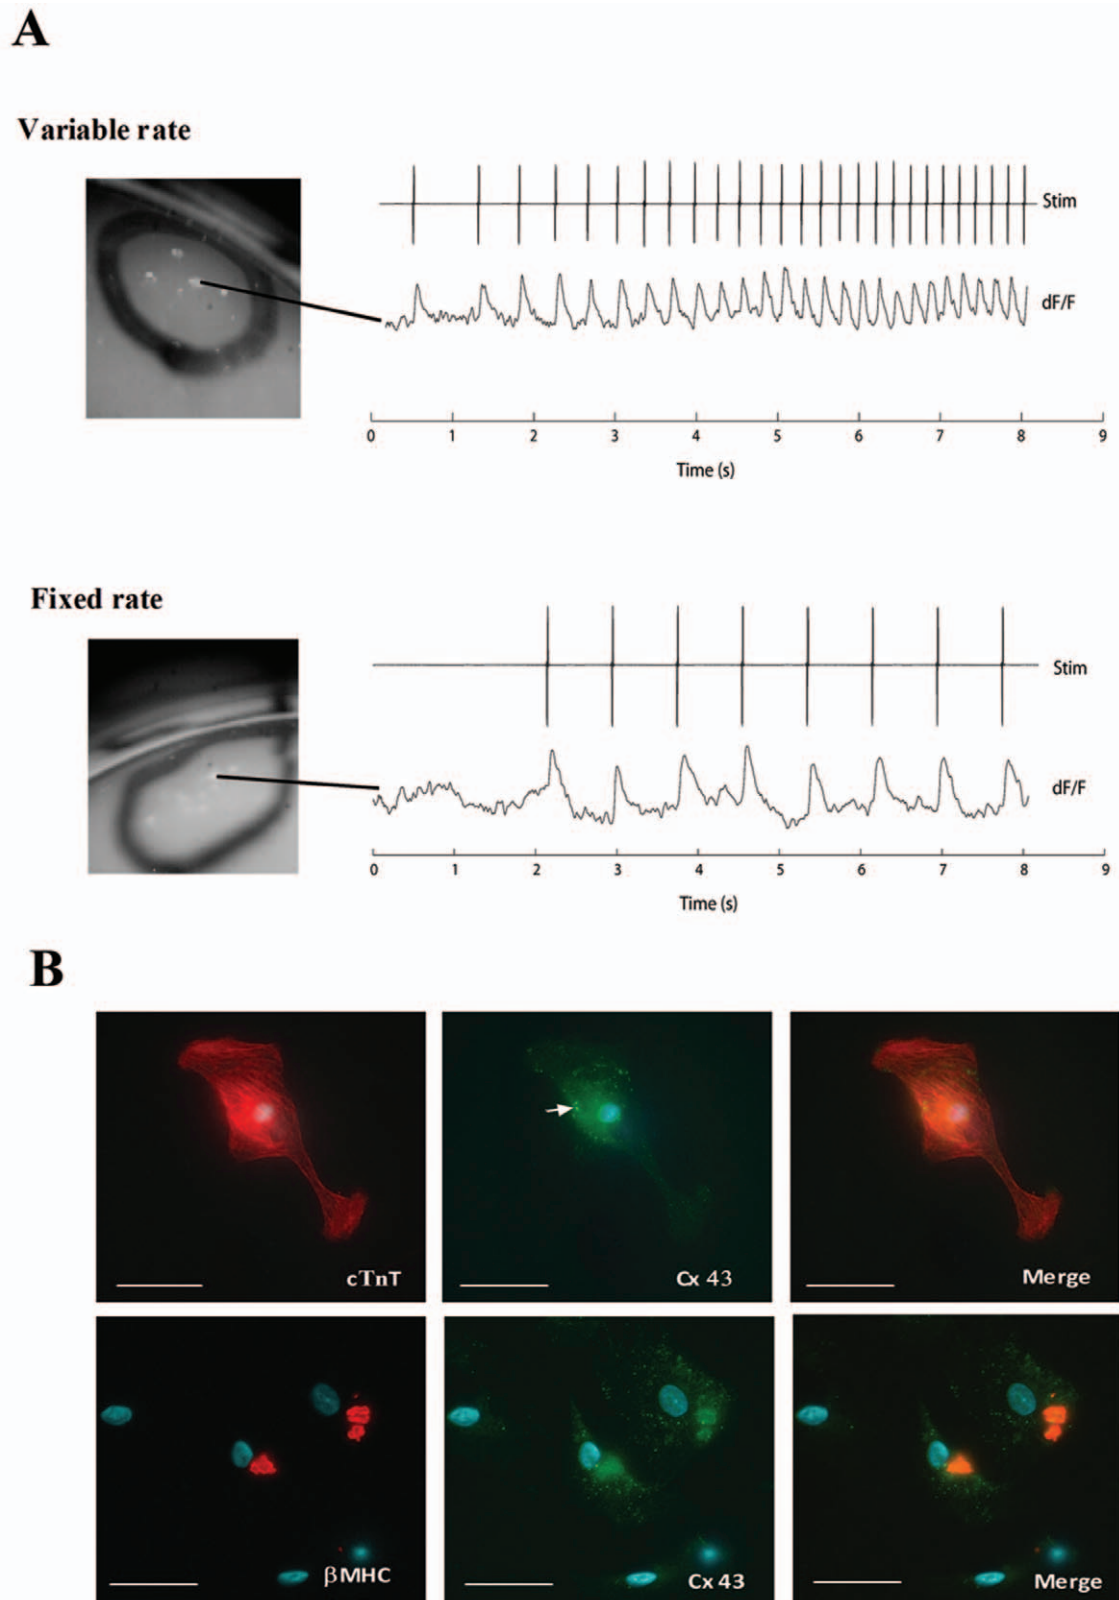 A
Variable rate
Stim
dF/F
0 1 2 3 4 5 6 7 8 9
Time (s)
Fixed rate
Stim
dF/F
0 1 2 3 4 5 6 7 8 9
Time (s)
B
cTnT Cx 43 Merge
βMHC Cx 43 Merge